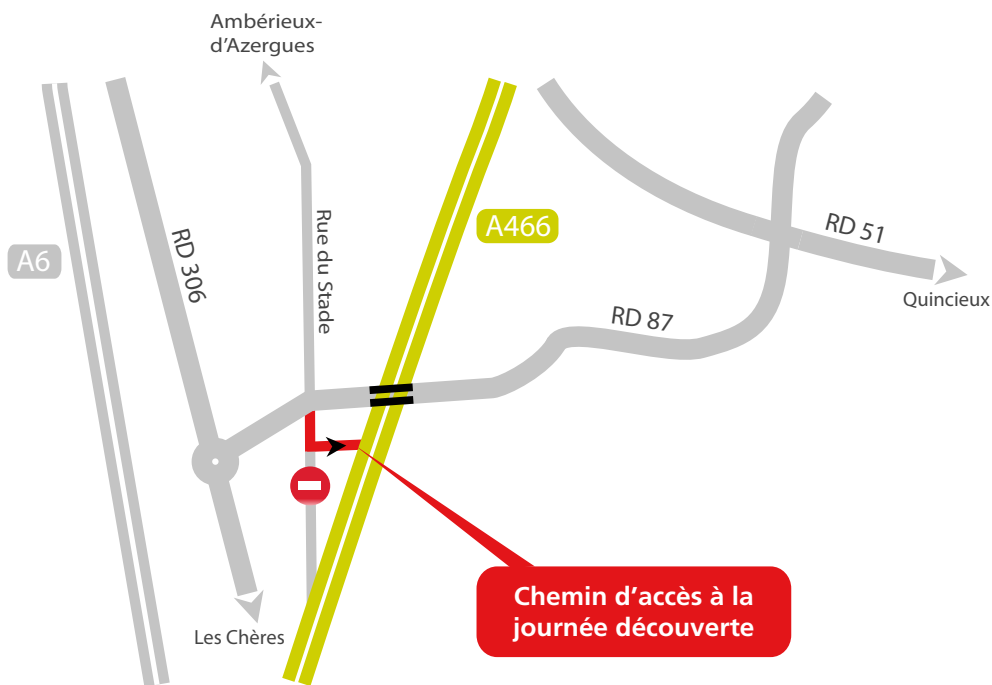 Ambérieux-
d’Azergues
A6
RD 306
Rue du Stade
A466
RD 51
Quincieux
RD 87
Les Chères
Chemin d’accès à la
journée découverte